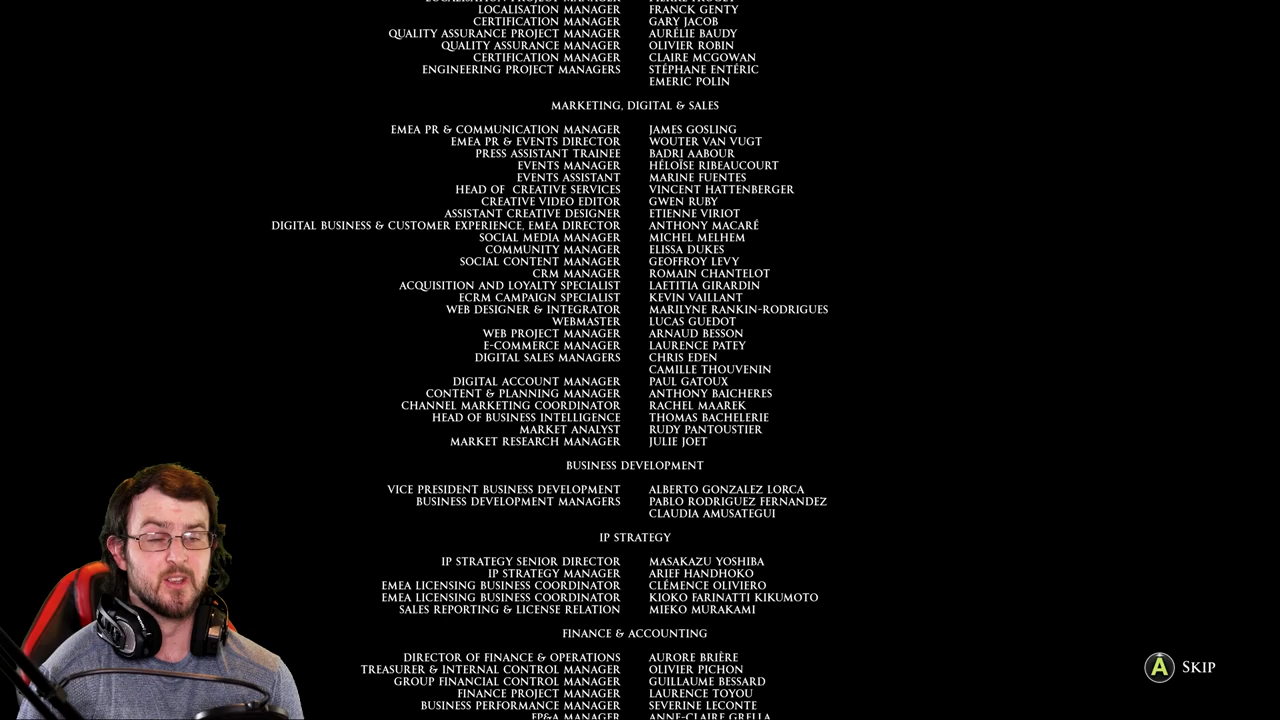 LOCALISATION PROJECT MANAGER PIERRE FROGET
LOCALISATION MANAGER FRANCK GENTY
CERTIFICATION MANAGER GARY JACOB
QUALITY ASSURANCE PROJECT MANAGER AURÉLIE BAUDY
QUALITY ASSURANCE MANAGER OLIVIER ROBIN
CERTIFICATION MANAGER CLAIRE MCGOWAN
ENGINEERING PROJECT MANAGERS STÉPHANE ENTÉRIC
EMERIC POLIN
MARKETING, DIGITAL & SALES
EMEA PR & COMMUNICATION MANAGER JAMES GOSLING
EMEA PR & EVENTS DIRECTOR WOUTER VAN VUGT
PRESS ASSISTANT TRAINEE BADRI AABOUR
EVENTS MANAGER HÉLOÏSE RIBEAUCOURT
EVENTS ASSISTANT MARINE FUENTES
HEAD OF CREATIVE SERVICES VINCENT HATTENBERGER
CREATIVE VIDEO EDITOR GWEN RUBY
ASSISTANT CREATIVE DESIGNER ETIENNE VIRIOT
DIGITAL BUSINESS & CUSTOMER EXPERIENCE, EMEA DIRECTOR ANTHONY MACARÉ
SOCIAL MEDIA MANAGER MICHEL MELHEM
COMMUNITY MANAGER ELISSA DUKES
SOCIAL CONTENT MANAGER GEOFFROY LEVY
CRM MANAGER ROMAIN CHANTELOT
ACQUISITION AND LOYALTY SPECIALIST LAETITIA GIRARDIN
ECRM CAMPAIGN SPECIALIST KEVIN VAILLANT
WEB DESIGNER & INTEGRATOR MARILYNE RANKIN-RODRIGUES
WEBMASTER LUCAS GUEDOT
WEB PROJECT MANAGER ARNAUD BESSON
E-COMMERCE MANAGER LAURENCE PATEY
DIGITAL SALES MANAGERS CHRIS EDEN
CAMILLE THOUVENIN
DIGITAL ACCOUNT MANAGER PAUL GATOUX
CONTENT & PLANNING MANAGER ANTHONY BAICHERES
CHANNEL MARKETING COORDINATOR RACHEL MAAREK
HEAD OF BUSINESS INTELLIGENCE THOMAS BACHELERIE
MARKET ANALYST RUDY PANTOUSTIER
MARKET RESEARCH MANAGER JULIE JOET
BUSINESS DEVELOPMENT
VICE PRESIDENT BUSINESS DEVELOPMENT ALBERTO GONZALEZ LORCA
BUSINESS DEVELOPMENT MANAGERS PABLO RODRIGUEZ FERNANDEZ
CLAUDIA AMUSATEGUI
IP STRATEGY
IP STRATEGY SENIOR DIRECTOR MASAKAZU YOSHIBA
IP STRATEGY MANAGER ARIEF HANDHOKO
EMEA LICENSING BUSINESS COORDINATOR CLÉMENCE OLIVIERO
EMEA LICENSING BUSINESS COORDINATOR KIOKO FARINATTI KIKUMOTO
SALES REPORTING & LICENSE RELATION MIEKO MURAKAMI
FINANCE & ACCOUNTING
DIRECTOR OF FINANCE & OPERATIONS AURORE BRIÈRE
TREASURER & INTERNAL CONTROL MANAGER OLIVIER PICHON
GROUP FINANCIAL CONTROL MANAGER GUILLAUME BESSARD
FINANCE PROJECT MANAGER LAURENCE TOYOU
BUSINESS PERFORMANCE MANAGER SEVERINE LECONTE
FP&A MANAGER ANNE-CLAIRE GRELLA
A SKIP